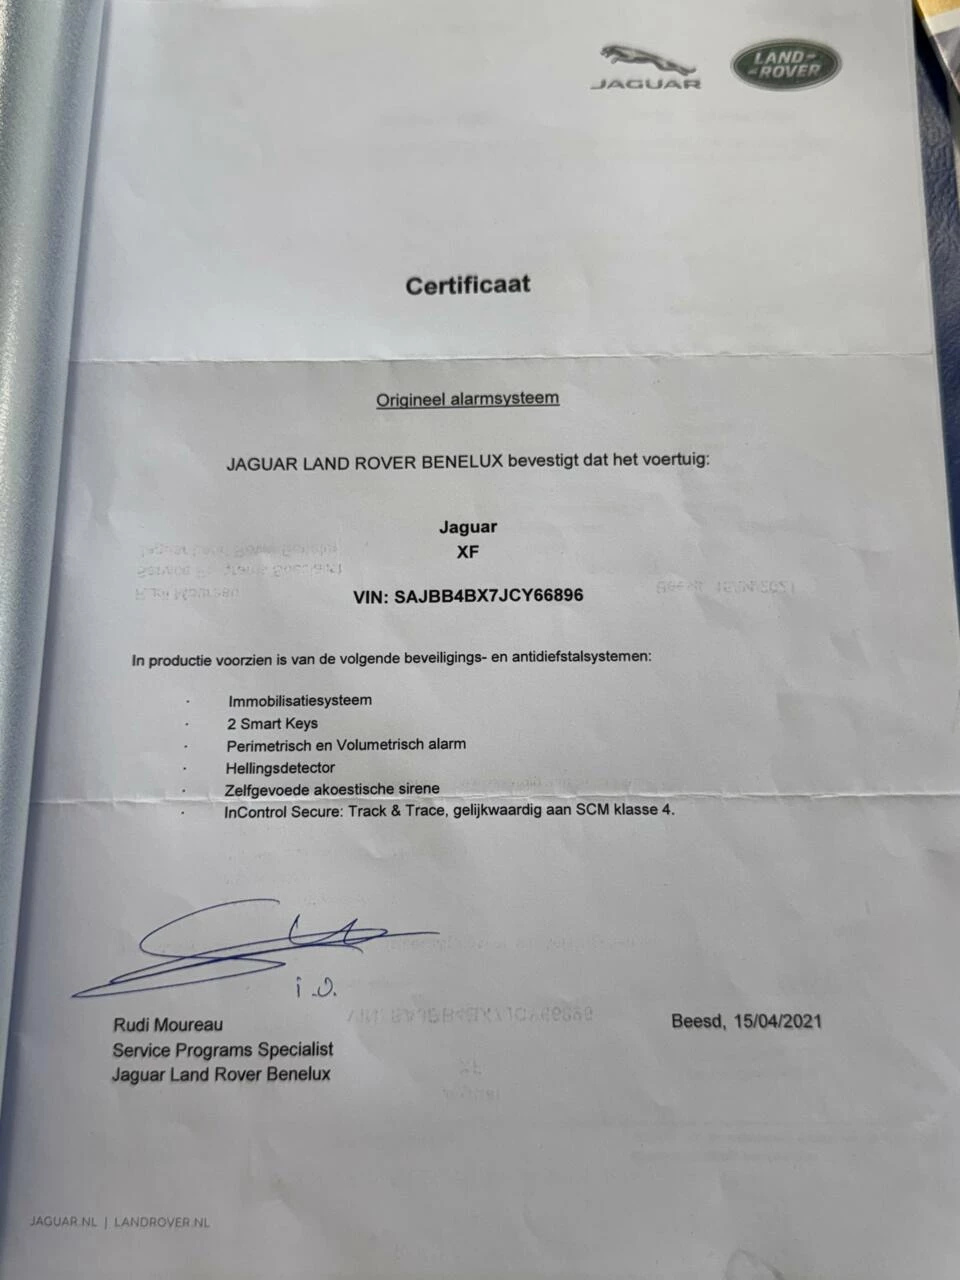 JAGUAR
LAND-
-ROVER
Certificaat
Origineel alarmsysteem
JAGUAR LAND ROVER BENELUX bevestigt dat het voertuig:
Jaguar
XF
VIN: SAJBB4BX7JCY66896
In productie voorzien is van de volgende beveiligings- en antidiefstalsystemen:
· Immobilisatiesysteem
· 2 Smart Keys
· Perimetrisch en Volumetrisch alarm
· Hellingsdetector
· Zelfgevoede akoestische sirene
· InControl Secure: Track & Trace, gelijkwaardig aan SCM klasse 4.
i.o.
Rudi Moureau
Service Programs Specialist
Jaguar Land Rover Benelux
Beesd, 15/04/2021
JAGUAR.NL | LANDROVER.NL